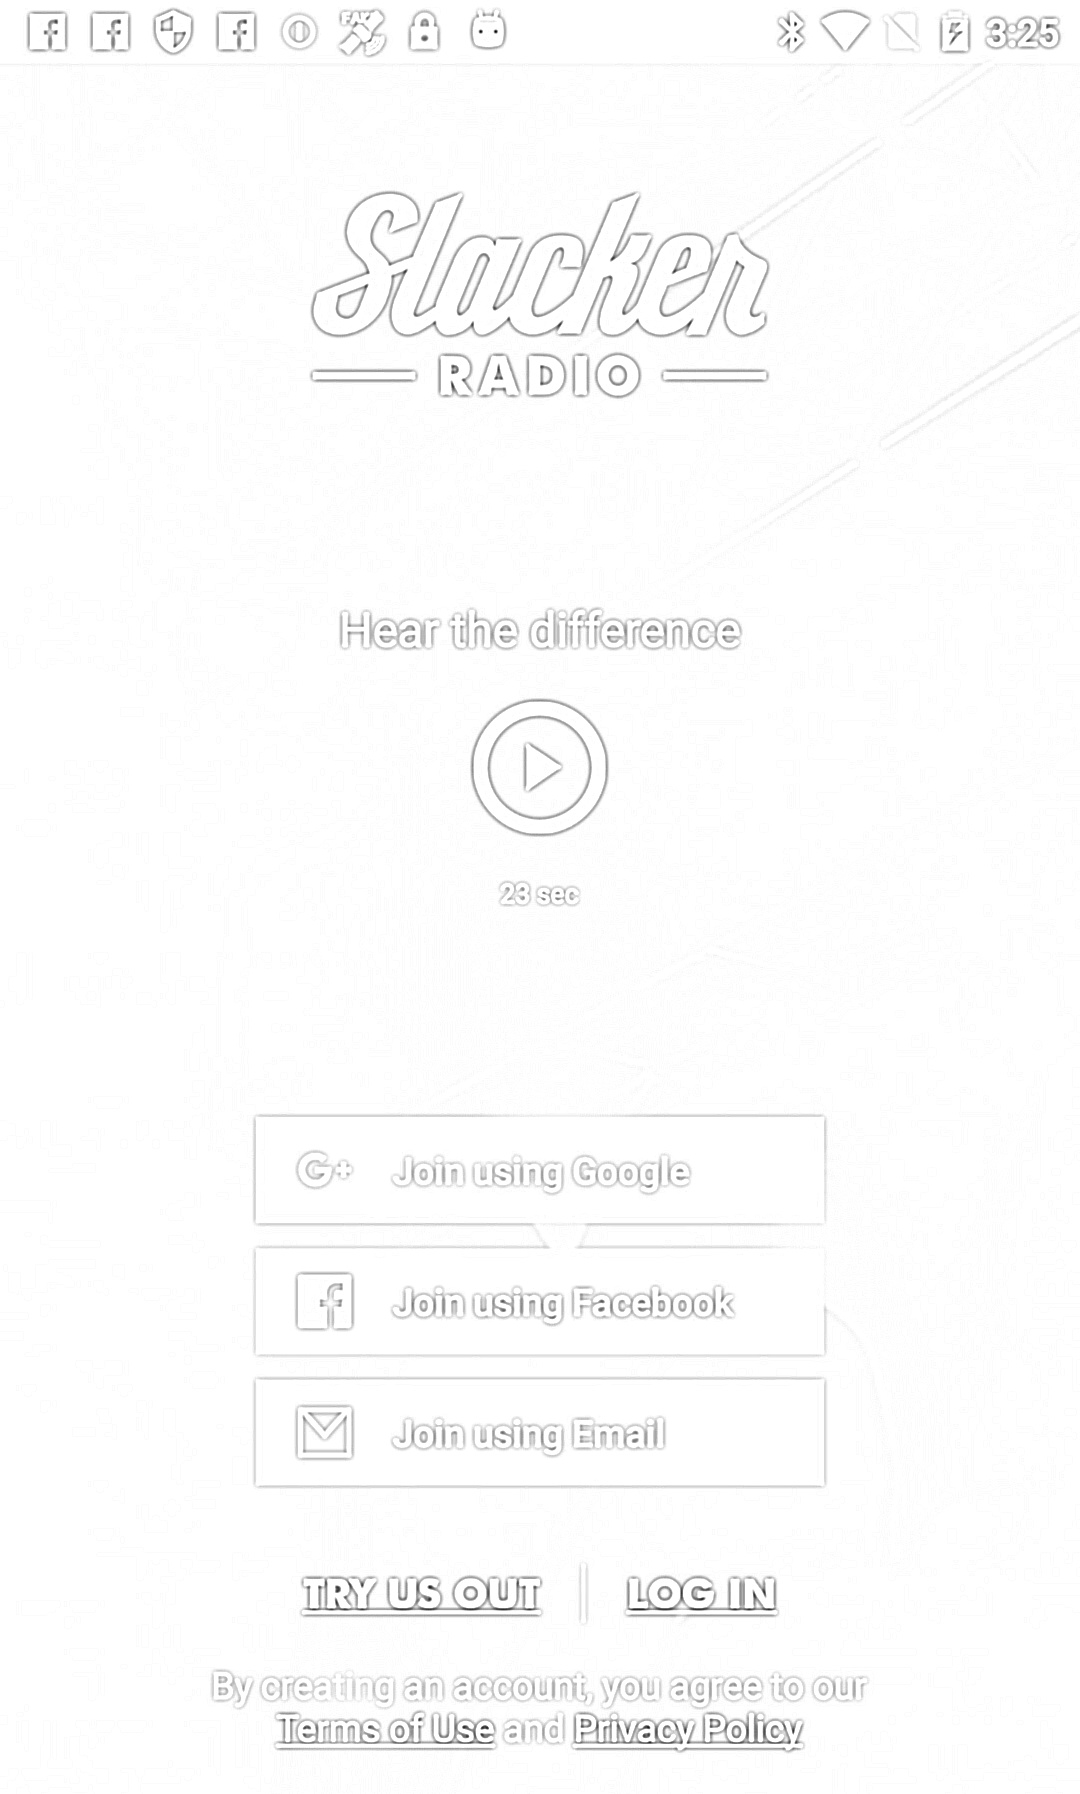 3:25
Slacker
RADIO
Hear the difference
23 sec
G+ Join using Google
Join using Facebook
Join using Email
TRY US OUT | LOG IN
By creating an account, you agree to our
Terms of Use and Privacy Policy